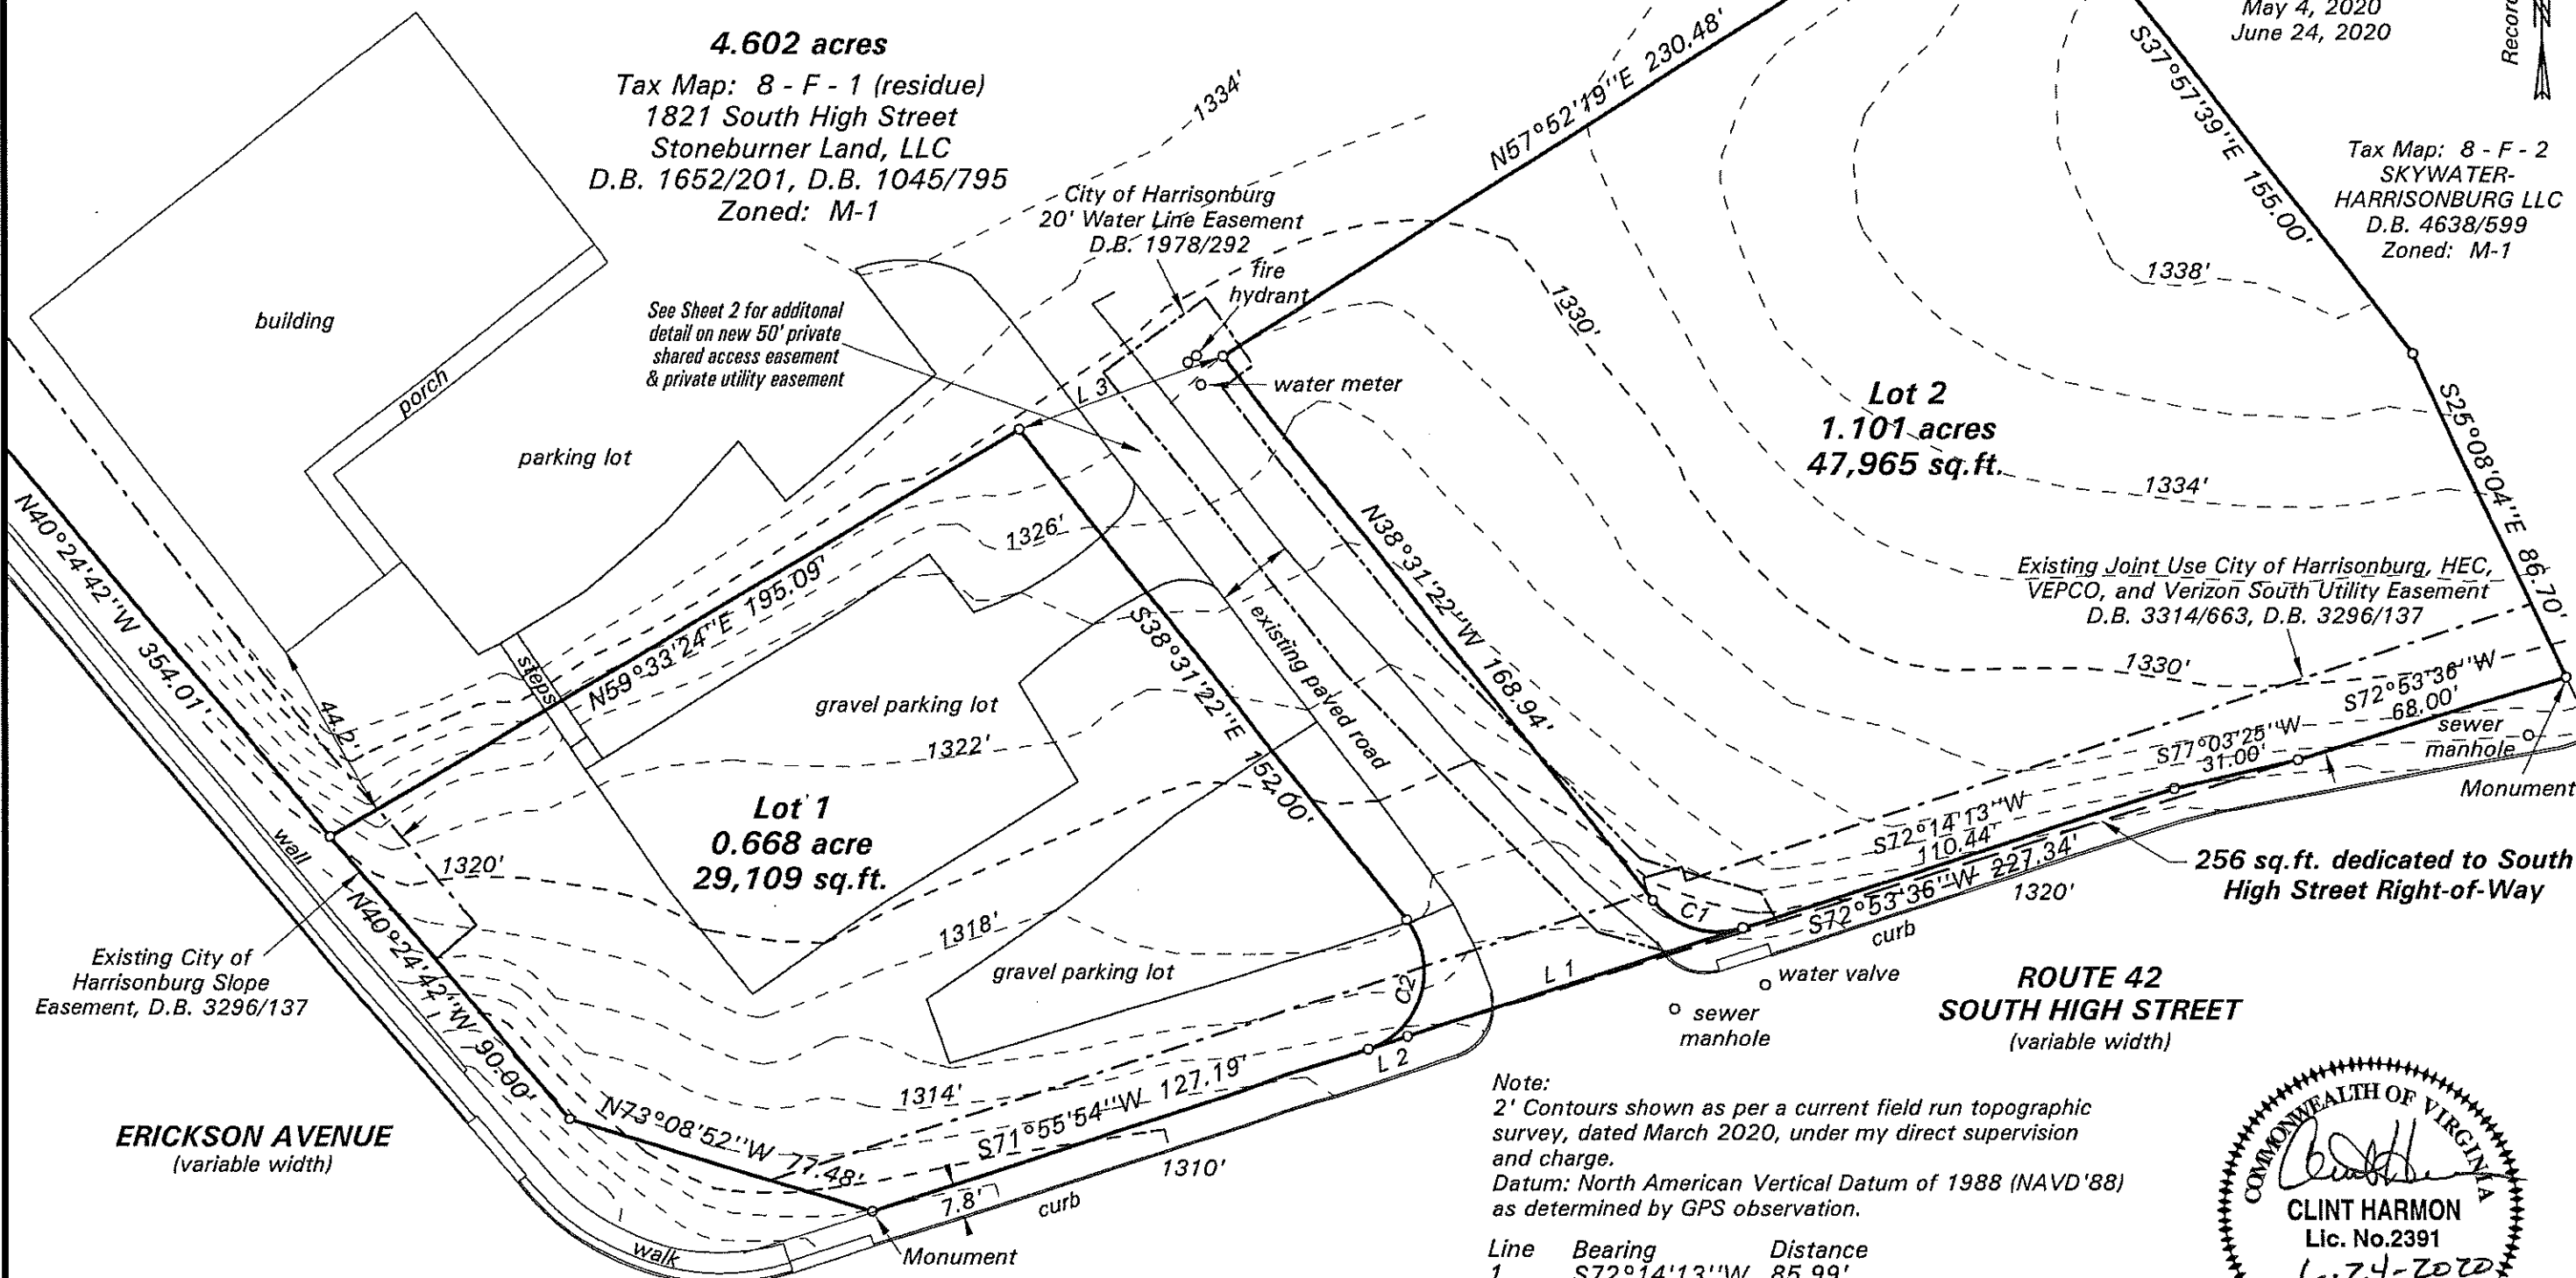 4.602 acres
Tax Map: 8 - F - 1 (residue)
1821 South High Street
Stoneburner Land, LLC
D.B. 1652/201, D.B. 1045/795
Zoned: M-1
May 4, 2020
June 24, 2020
N
Tax Map: 8 - F - 2
SKYWATER-
HARRISONBURG LLC
D.B. 4638/599
Zoned: M-1
1334'
N57°52'19"E 230.48'
S37°57'39"E 155.00'
City of Harrisonburg
20' Water Line Easement
D.B. 1978/292
fire
hydrant
1338'
1330'
building
See Sheet 2 for additonal
detail on new 50' private
shared access easement
& private utility easement
porch
L 3
water meter
Lot 2
1.101 acres
47,965 sq.ft.
parking lot
1334'
S25°08'04"E 86.70'
N40°24'42"W 354.01'
1326'
N38°31'22"W 168.94'
Existing Joint Use City of Harrisonburg, HEC,
VEPCO, and Verizon South Utility Easement
D.B. 3314/663, D.B. 3296/137
N59°33'24"E 195.09'
steps
S38°31'22"E 152.00'
existing paved road
1330'
44.2'
gravel parking lot
1322'
S72°53'36"W
68.00'
S77°03'25"W
31.00'
sewer
manhole
Monument
Lot 1
0.668 acre
29,109 sq.ft.
wall
1320'
S72°14'13"W
110.44'
S72°53'36"W 227.34'
256 sq.ft. dedicated to South
High Street Right-of-Way
1320'
C1
curb
N40°24'42"W 90.00'
1318'
Existing City of
Harrisonburg Slope
Easement, D.B. 3296/137
gravel parking lot
C2
L 1
water valve
sewer
manhole
ROUTE 42
SOUTH HIGH STREET
(variable width)
L 2
1314'
S71°55'54"W 127.19'
N73°08'52"W 77.48'
ERICKSON AVENUE
(variable width)
1310'
7.8'
curb
walk
Monument
Note:
2' Contours shown as per a current field run topographic
survey, dated March 2020, under my direct supervision
and charge.
Datum: North American Vertical Datum of 1988 (NAVD'88)
as determined by GPS observation.
Line Bearing Distance
1 S72°14'13"W 85.99'
COMMONWEALTH OF VIRGINIA
CLINT HARMON
Lic. No.2391